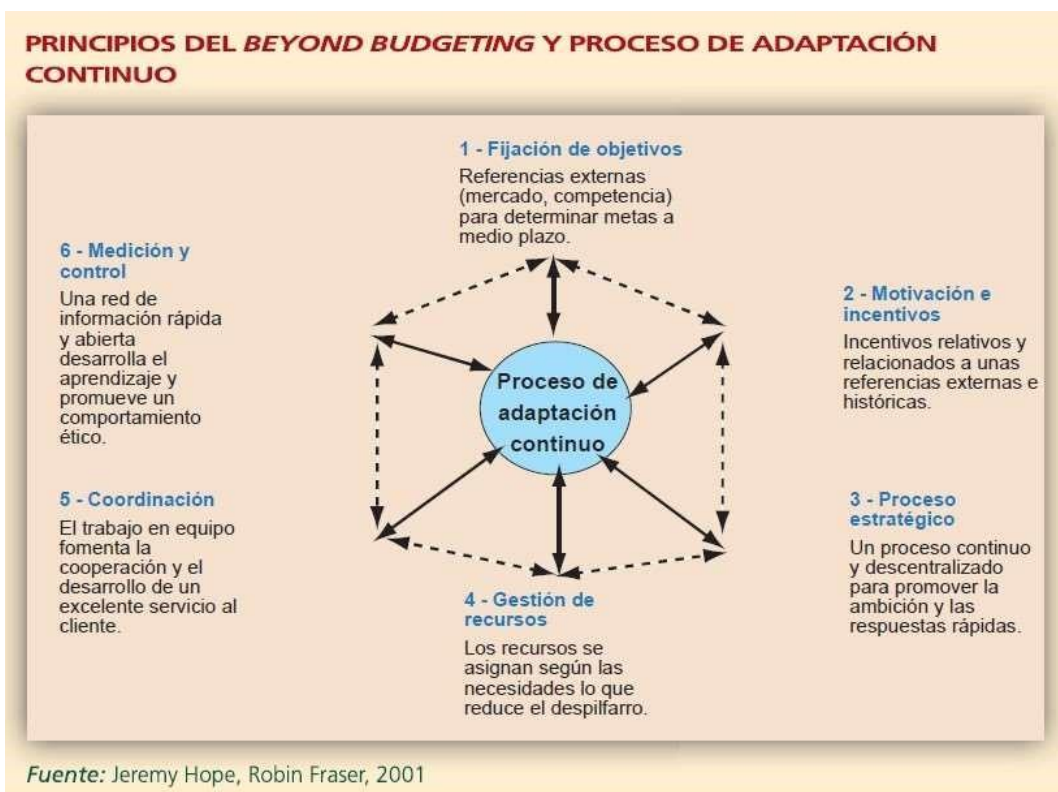 PRINCIPIOS DEL BEYOND BUDGETING Y PROCESO DE ADAPTACIÓN
CONTINUO
1 - Fijación de objetivos
Referencias externas
(mercado, competencia)
para determinar metas a
medio plazo.
2 - Motivación e
incentivos
Incentivos relativos y
relacionados a unas
referencias externas e
históricas.
3 - Proceso
estratégico
Un proceso continuo
y descentralizado
para promover la
ambición y las
respuestas rápidas.
4 - Gestión de
recursos
Los recursos se
asignan según las
necesidades lo que
reduce el despilfarro.
5 - Coordinación
El trabajo en equipo
fomenta la
cooperación y el
desarrollo de un
excelente servicio al
cliente.
6 - Medición y
control
Una red de
información rápida
y abierta
desarrolla el
aprendizaje y
promueve un
comportamiento
ético.
Proceso de
adaptación
continuo
Fuente: Jeremy Hope, Robin Fraser, 2001